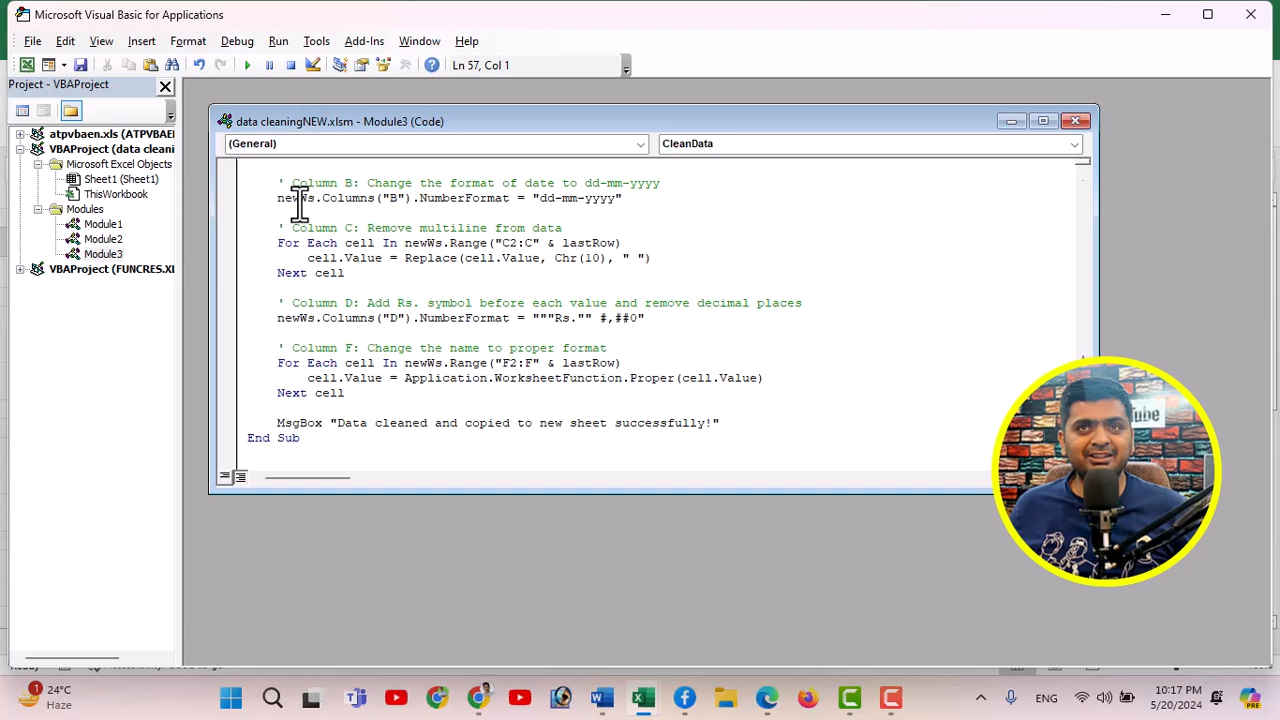 Microsoft Visual Basic for Applications
File Edit View Insert Format Debug Run Tools Add-Ins Window Help
Ln 57, Col 1
Project - VBAProject
atpvbaen.xls (ATPVBAEN
VBAProject (data cleani
Microsoft Excel Objects
Sheet1 (Sheet1)
ThisWorkbook
Modules
Module1
Module2
Module3
VBAProject (FUNCRES.XL
data cleaningNEW.xlsm - Module3 (Code)
(General) CleanData
' Column B: Change the format of date to dd-mm-yyyy
newWs.Columns("B").NumberFormat = "dd-mm-yyyy"
' Column C: Remove multiline from data
For Each cell In newWs.Range("C2:C" & lastRow)
cell.Value = Replace(cell.Value, Chr(10), " ")
Next cell
' Column D: Add Rs. symbol before each value and remove decimal places
newWs.Columns("D").NumberFormat = """Rs."" #,##0"
' Column F: Change the name to proper format
For Each cell In newWs.Range("F2:F" & lastRow)
cell.Value = Application.WorksheetFunction.Proper(cell.Value)
Next cell
MsgBox "Data cleaned and copied to new sheet successfully!"
End Sub
Tube
1
24°C
Haze
ENG
10:17 PM
5/20/2024
PRE